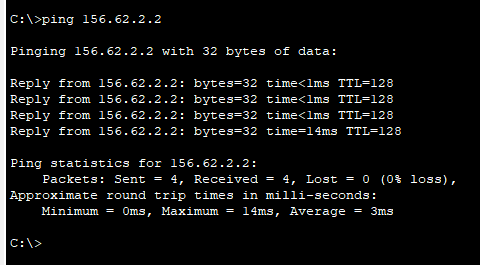 C:\>ping 156.62.2.2
Pinging 156.62.2.2 with 32 bytes of data:
Reply from 156.62.2.2: bytes=32 time<1ms TTL=128
Reply from 156.62.2.2: bytes=32 time<1ms TTL=128
Reply from 156.62.2.2: bytes=32 time<1ms TTL=128
Reply from 156.62.2.2: bytes=32 time=14ms TTL=128
Ping statistics for 156.62.2.2:
    Packets: Sent = 4, Received = 4, Lost = 0 (0% loss),
Approximate round trip times in milli-seconds:
    Minimum = 0ms, Maximum = 14ms, Average = 3ms
C:\>